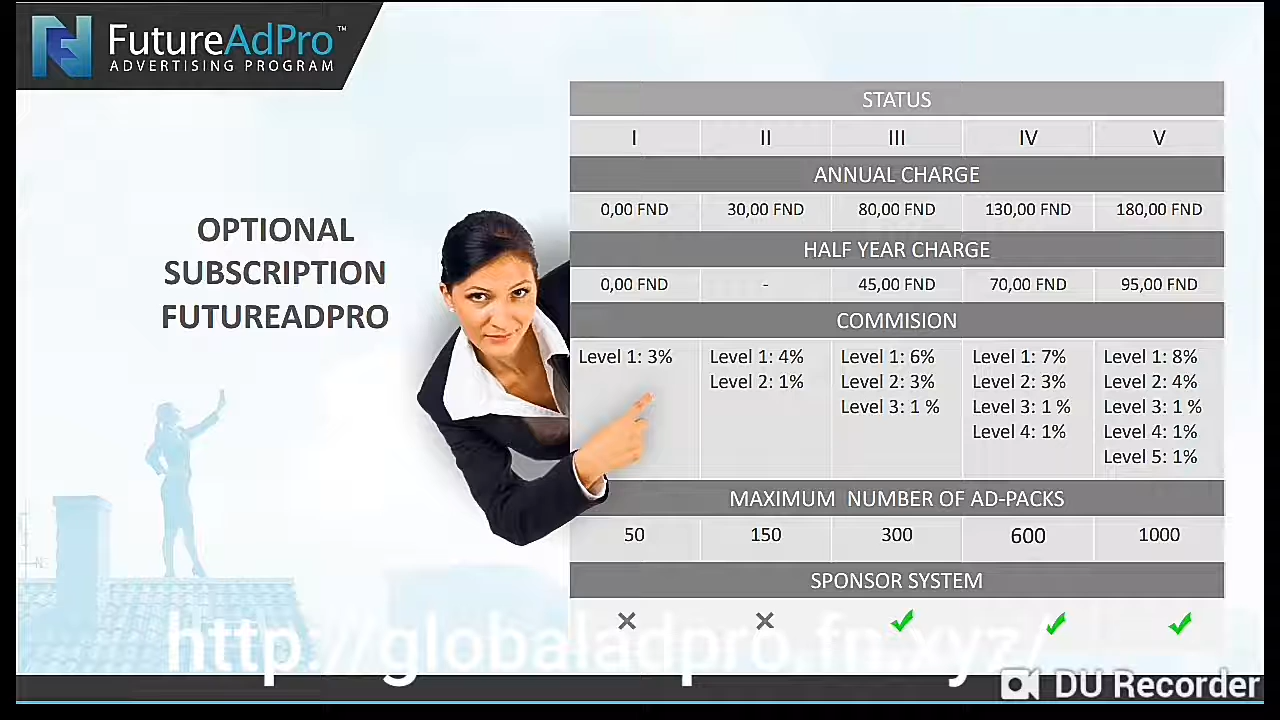 FutureAdPro™
ADVERTISING PROGRAM
OPTIONAL
SUBSCRIPTION
FUTUREADPRO
STATUS
I II III IV V
ANNUAL CHARGE
0,00 FND 30,00 FND 80,00 FND 130,00 FND 180,00 FND
HALF YEAR CHARGE
0,00 FND - 45,00 FND 70,00 FND 95,00 FND
COMMISION
Level 1: 3% Level 1: 4% Level 1: 6% Level 1: 7% Level 1: 8%
Level 2: 1% Level 2: 3% Level 2: 3% Level 2: 4%
Level 3: 1 % Level 3: 1 % Level 3: 1 %
Level 4: 1% Level 4: 1%
Level 5: 1%
MAXIMUM NUMBER OF AD-PACKS
50 150 300 600 1000
SPONSOR SYSTEM
http://globaladpro-fn.xyz/
DU Recorder